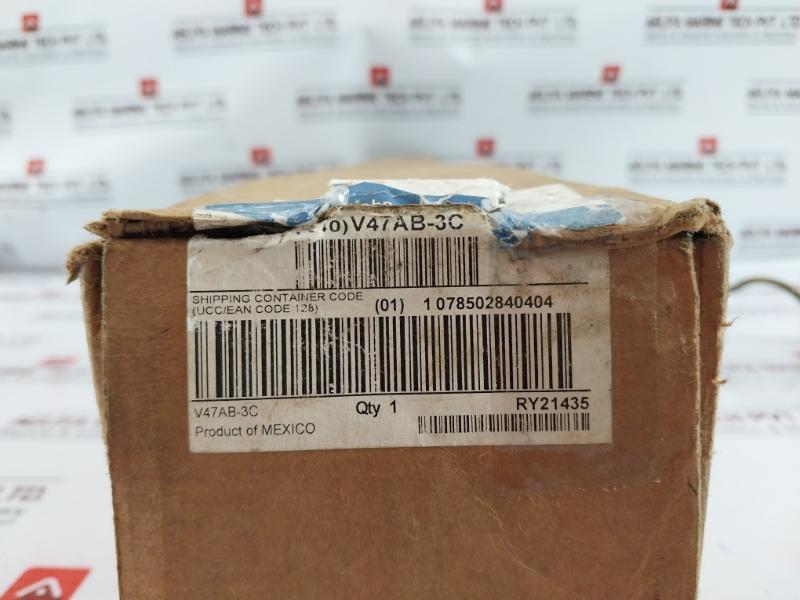 V47AB-3C
SHIPPING CONTAINER CODE
(UCC/EAN CODE 128)
(01) 1 078502840404
V47AB-3C
Qty 1
RY21435
Product of MEXICO